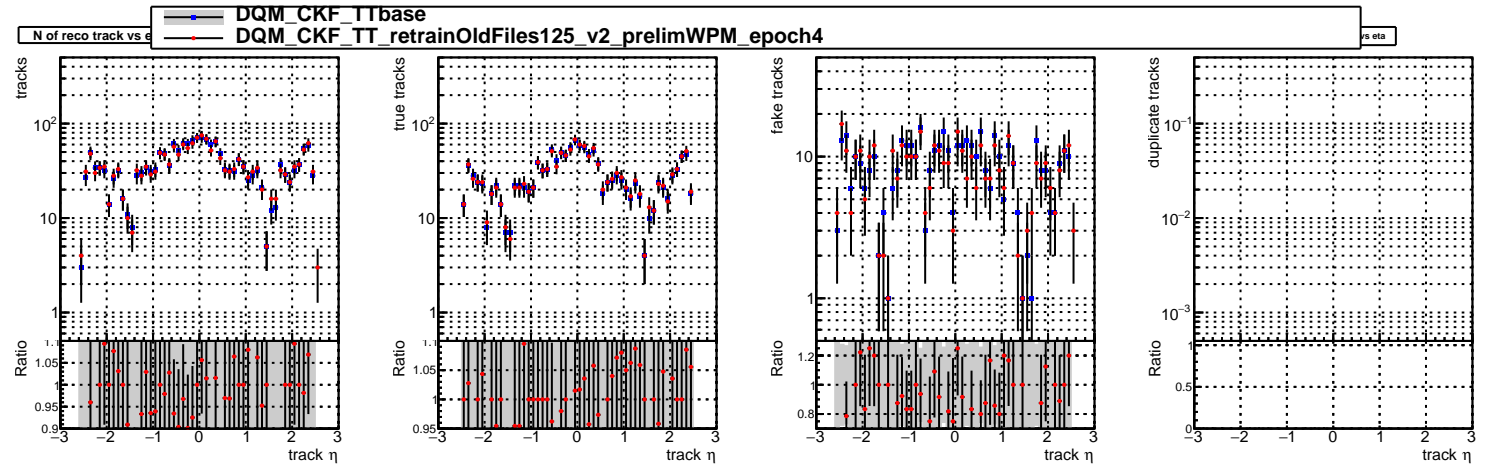 DQM_CKF_TTbase
DQM_CKF_TT_retrainOldFiles125_v2_prelimWPM_epoch4
N of reco track vs e
vs eta
tracks
10²
10
1
Ratio
1.1
1.05
1
0.95
0.9
−3 −2 −1 0 1 2 3
track η
true tracks
10²
10
1
Ratio
1.05
1
0.95
−3 −2 −1 0 1 2 3
track η
fake tracks
10
1
Ratio
1.2
1
0.8
−3 −2 −1 0 1 2 3
track η
duplicate tracks
10⁻¹
10⁻²
10⁻³
Ratio
1
0.5
0
−3 −2 −1 0 1 2 3
track η